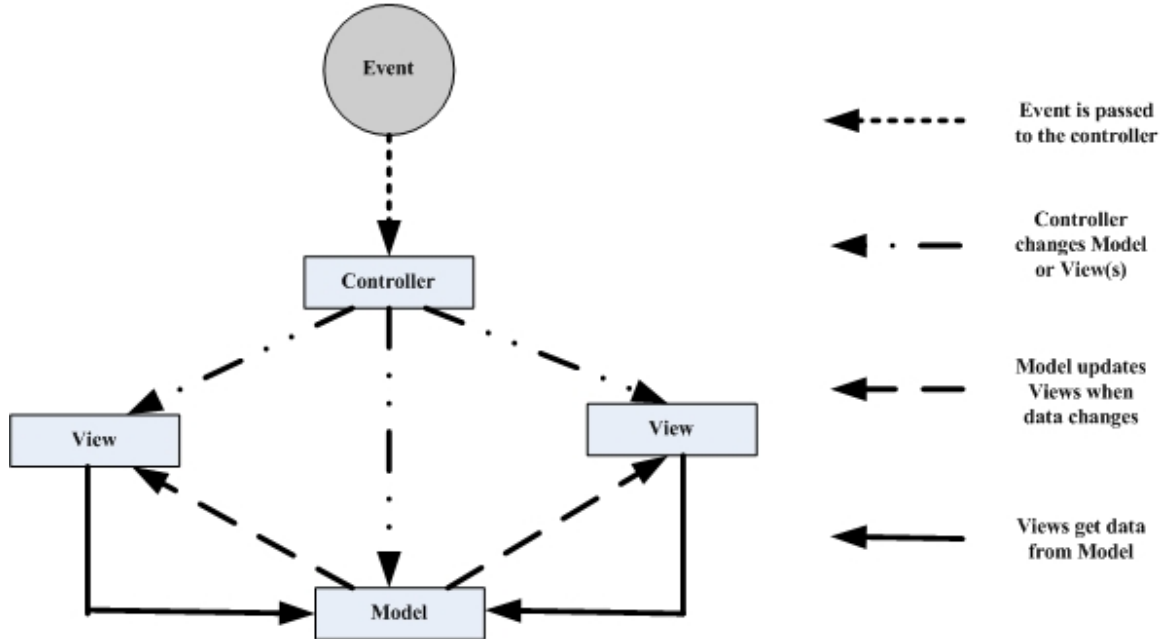 Event
Event is passed
to the controller
Controller
Controller
changes Model
or View(s)
View
View
Model updates
Views when
data changes
Views get data
from Model
Model